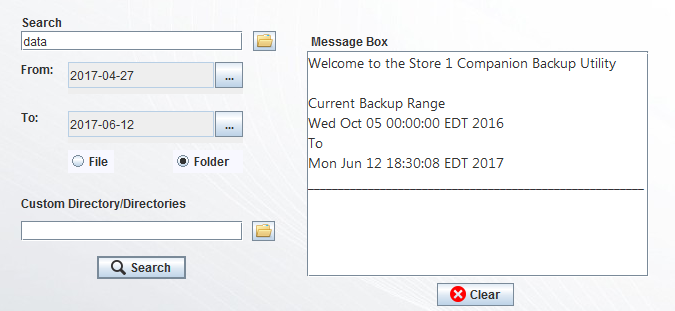 Search
data
From:
2017-04-27
...
To:
2017-06-12
...
File
Folder
Custom Directory/Directories
Search
Message Box
Welcome to the Store 1 Companion Backup Utility
Current Backup Range
Wed Oct 05 00:00:00 EDT 2016
To
Mon Jun 12 18:30:08 EDT 2017
Clear